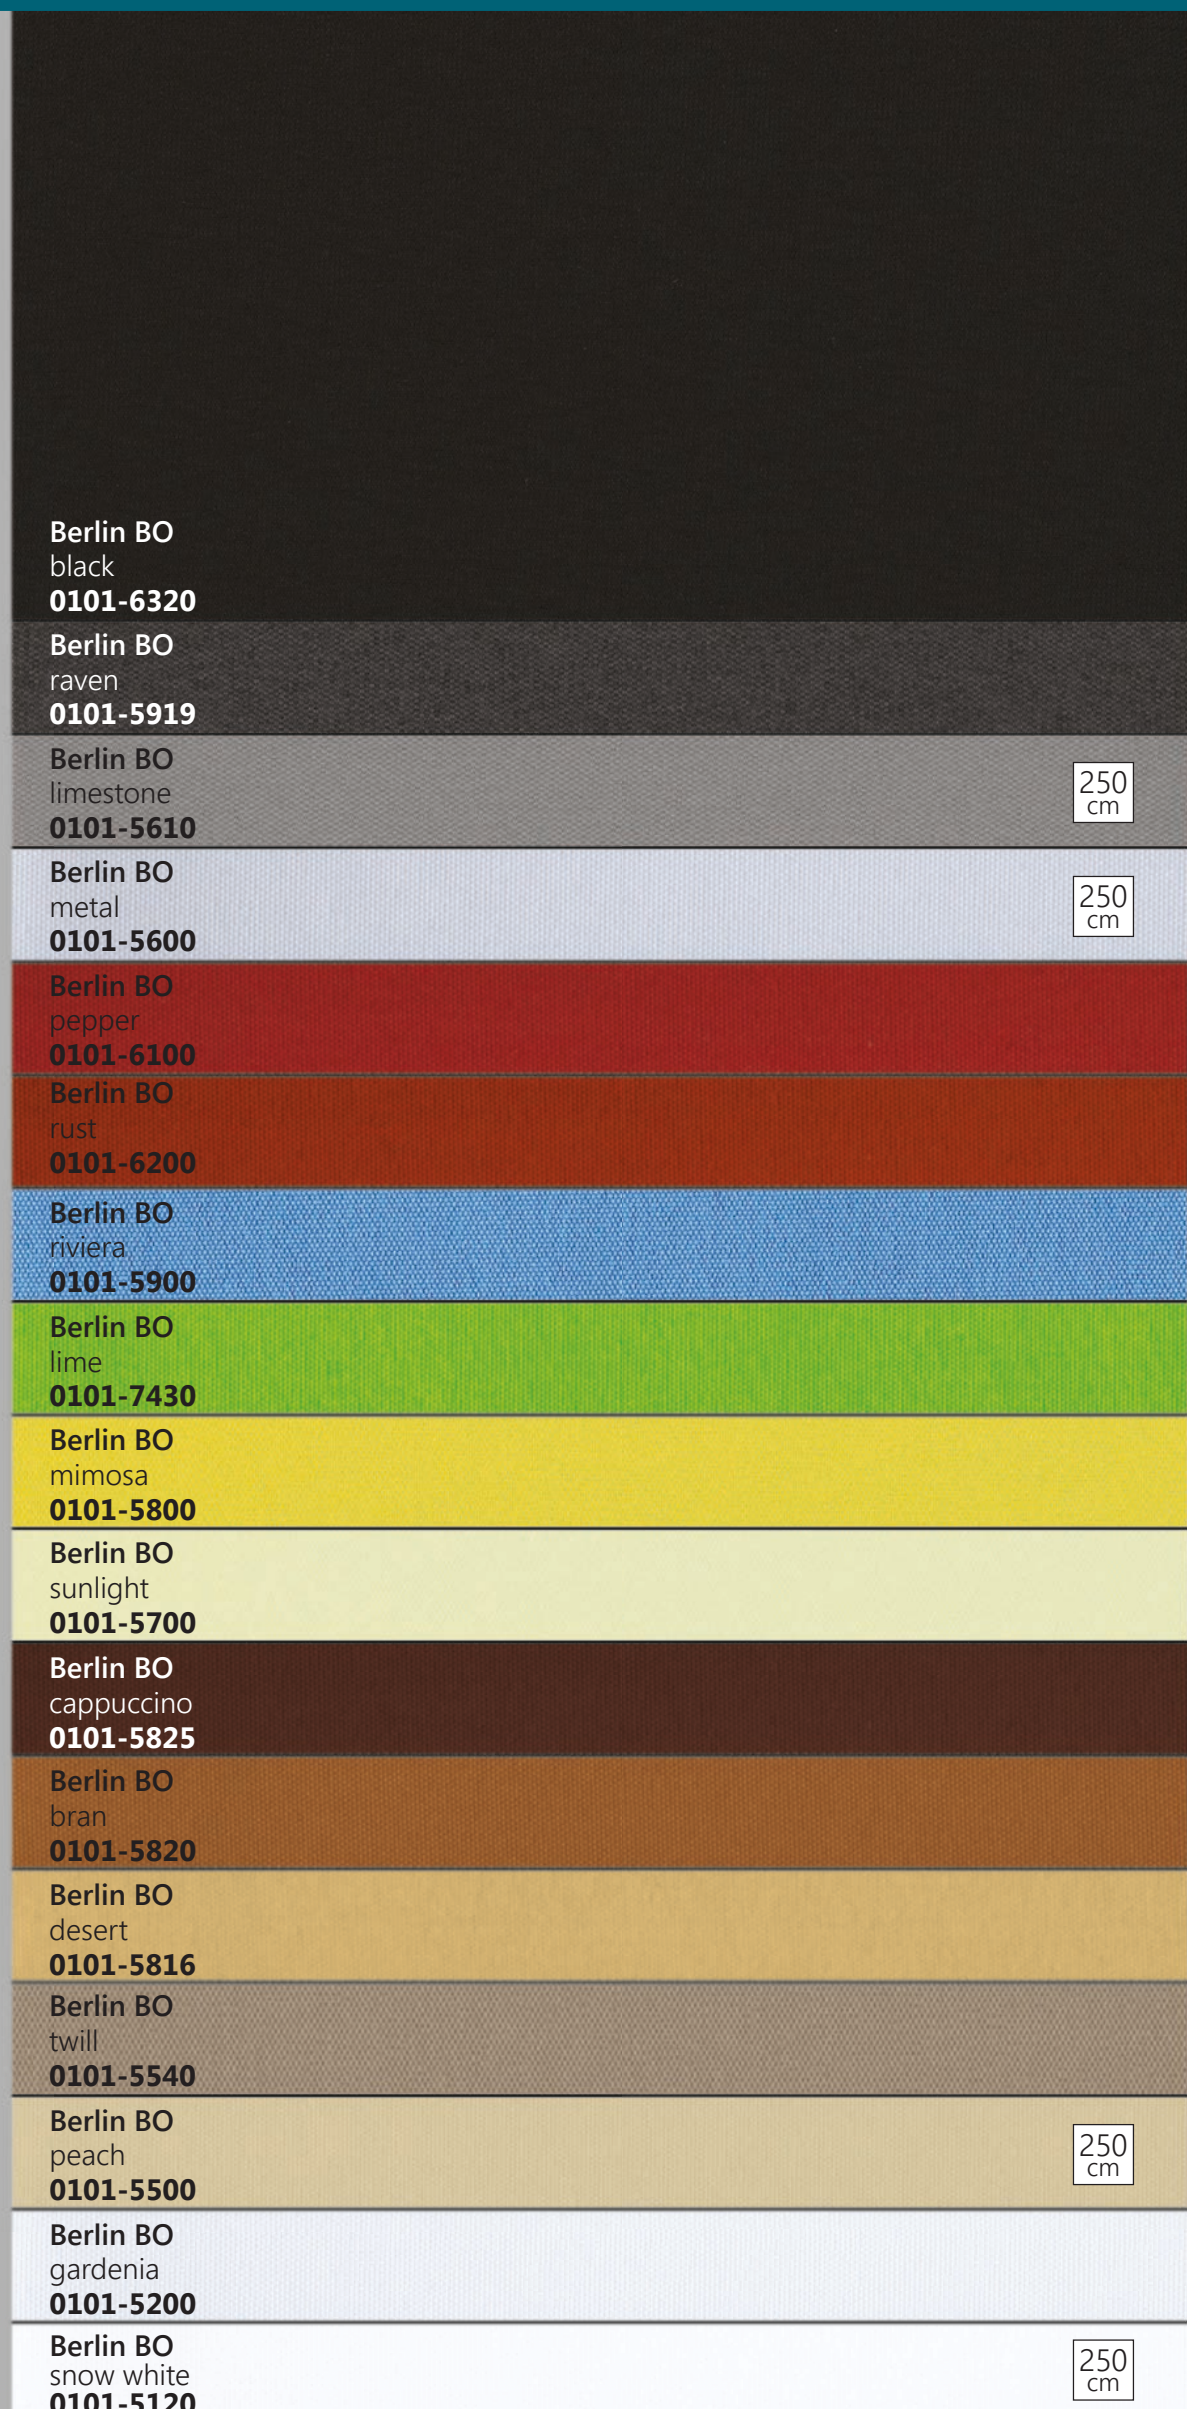 Berlin BO
black
0101-6320
Berlin BO
raven
0101-5919
Berlin BO
limestone
0101-5610
250
cm
Berlin BO
metal
0101-5600
250
cm
Berlin BO
pepper
0101-6100
Berlin BO
rust
0101-6200
Berlin BO
riviera
0101-5900
Berlin BO
lime
0101-7430
Berlin BO
mimosa
0101-5800
Berlin BO
sunlight
0101-5700
Berlin BO
cappuccino
0101-5825
Berlin BO
bran
0101-5820
Berlin BO
desert
0101-5816
Berlin BO
twill
0101-5540
Berlin BO
peach
0101-5500
250
cm
Berlin BO
gardenia
0101-5200
Berlin BO
snow white
0101-5120
250
cm